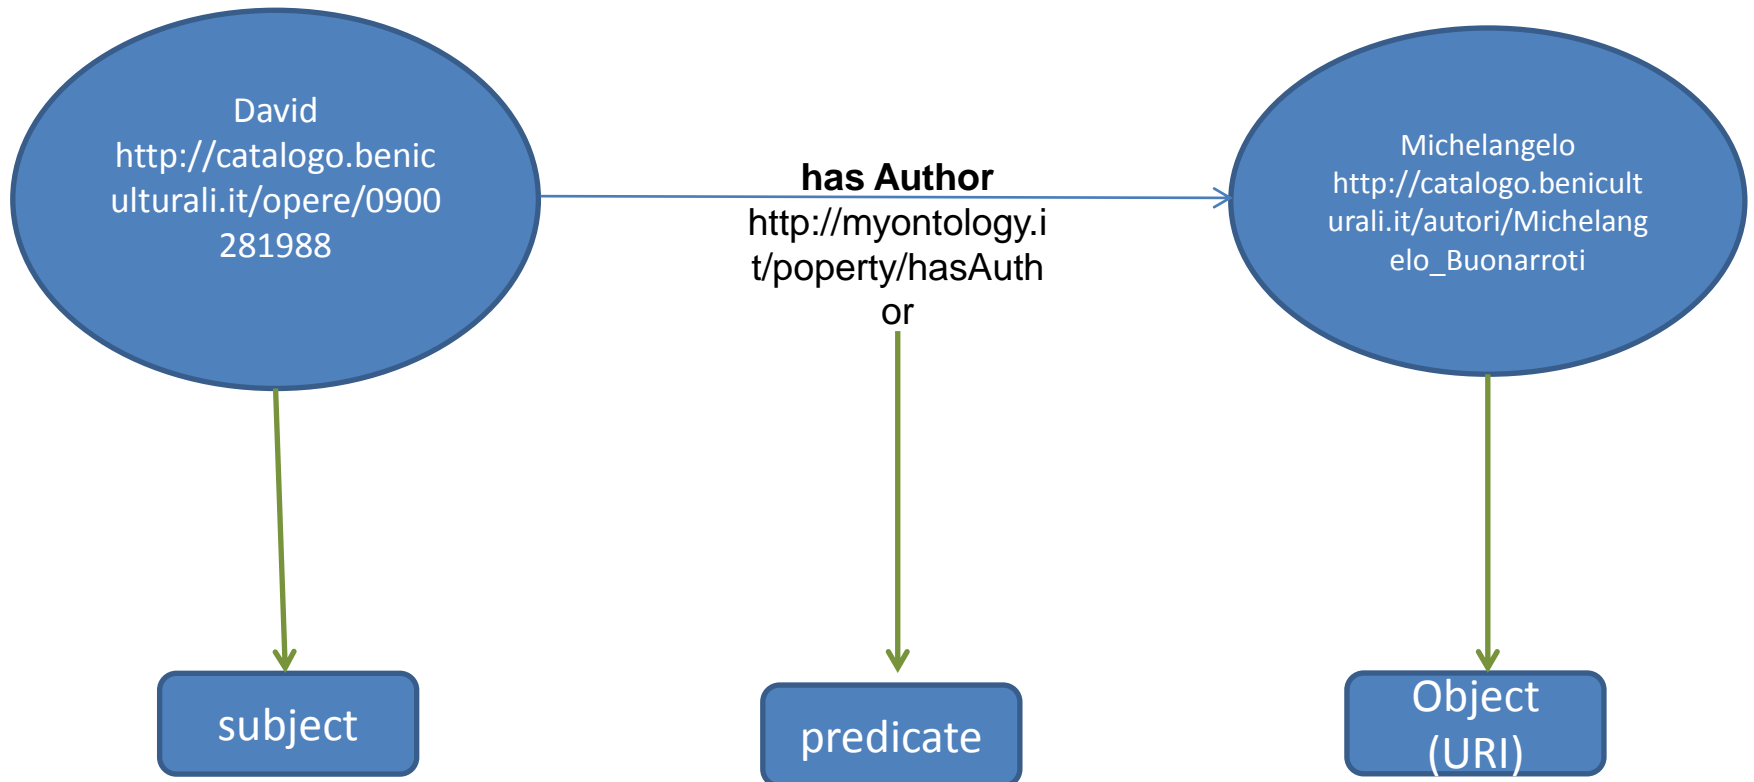 David
http://catalogo.benic
ulturali.it/opere/0900
281988
has Author
http://myontology.i
t/poperty/hasAuth
or
Michelangelo
http://catalogo.benicult
urali.it/autori/Michelang
elo_Buonarroti
subject
predicate
Object
(URI)